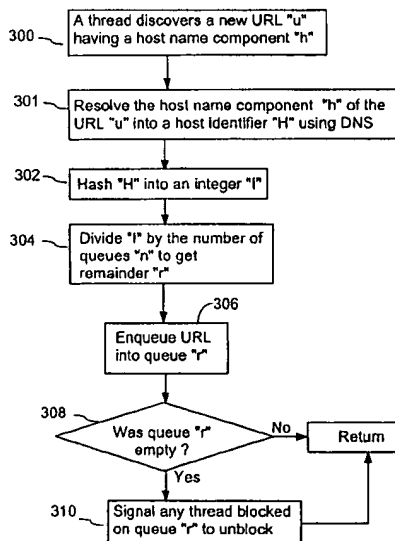 300
A thread discovers a new URL "u"
having a host name component "h"
301
Resolve the host name component "h" of the
URL "u" into a host identifier "H" using DNS
302
Hash "H" into an integer "I"
304
Divide "I" by the number of
queues "n" to get
remainder "r"
306
Enqueue URL
into queue "r"
308
Was queue "r"
empty ?
No
Return
Yes
310
Signal any thread blocked
on queue "r" to unblock